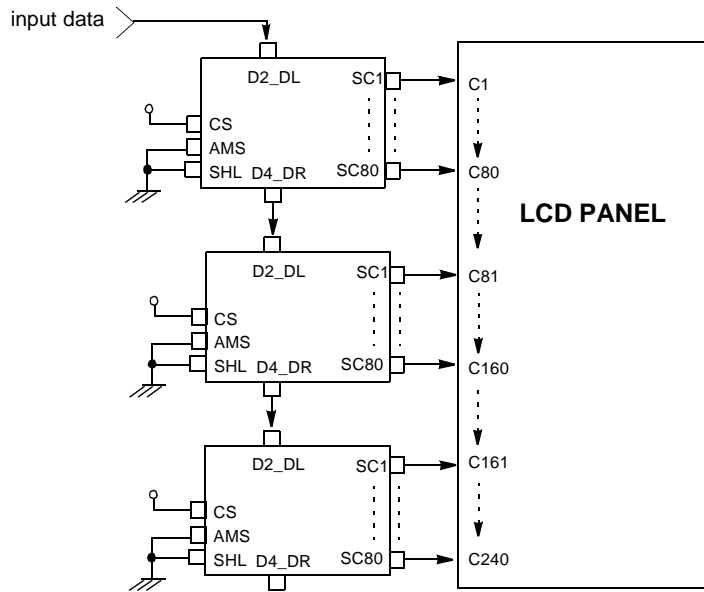 input data
D2_DL
SC1
CS
AMS
SHL
D4_DR
SC80
D2_DL
SC1
CS
AMS
SHL
D4_DR
SC80
D2_DL
SC1
CS
AMS
SHL
D4_DR
SC80
C1
C80
LCD PANEL
C81
C160
C161
C240